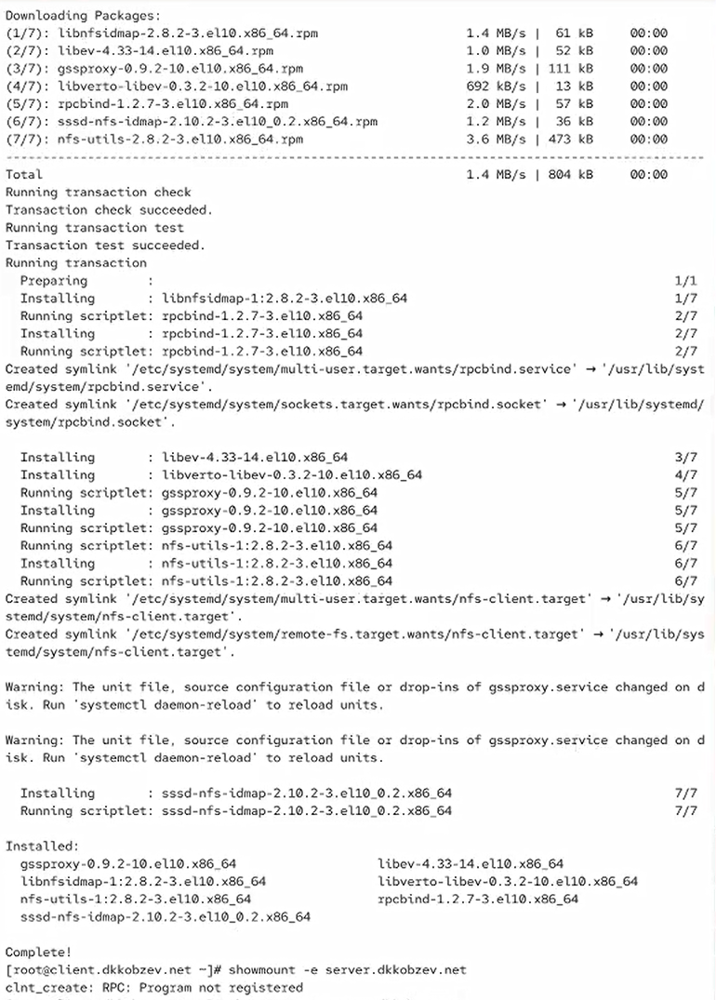 Downloading Packages:
(1/7): libnfsidmap-2.8.2-3.el10.x86_64.rpm 1.4 MB/s | 61 kB 00:00
(2/7): libev-4.33-14.el10.x86_64.rpm 1.0 MB/s | 52 kB 00:00
(3/7): gssproxy-0.9.2-10.el10.x86_64.rpm 1.9 MB/s | 111 kB 00:00
(4/7): libverto-libev-0.3.2-10.el10.x86_64.rpm 692 kB/s | 13 kB 00:00
(5/7): rpcbind-1.2.7-3.el10.x86_64.rpm 2.0 MB/s | 57 kB 00:00
(6/7): sssd-nfs-idmap-2.10.2-3.el10_0.2.x86_64.rpm 1.2 MB/s | 36 kB 00:00
(7/7): nfs-utils-2.8.2-3.el10.x86_64.rpm 3.6 MB/s | 473 kB 00:00
--------------------------------------------------------------------------------
Total 1.4 MB/s | 804 kB 00:00
Running transaction check
Transaction check succeeded.
Running transaction test
Transaction test succeeded.
Running transaction
Preparing : 1/1
Installing : libnfsidmap-1:2.8.2-3.el10.x86_64 1/7
Running scriptlet: rpcbind-1.2.7-3.el10.x86_64 2/7
Installing : rpcbind-1.2.7-3.el10.x86_64 2/7
Running scriptlet: rpcbind-1.2.7-3.el10.x86_64 2/7
Created symlink '/etc/systemd/system/multi-user.target.wants/rpcbind.service' → '/usr/lib/syst
emd/system/rpcbind.service'.
Created symlink '/etc/systemd/system/sockets.target.wants/rpcbind.socket' → '/usr/lib/systemd/
system/rpcbind.socket'.
Installing : libev-4.33-14.el10.x86_64 3/7
Installing : libverto-libev-0.3.2-10.el10.x86_64 4/7
Running scriptlet: gssproxy-0.9.2-10.el10.x86_64 5/7
Installing : gssproxy-0.9.2-10.el10.x86_64 5/7
Running scriptlet: gssproxy-0.9.2-10.el10.x86_64 5/7
Running scriptlet: nfs-utils-1:2.8.2-3.el10.x86_64 6/7
Installing : nfs-utils-1:2.8.2-3.el10.x86_64 6/7
Running scriptlet: nfs-utils-1:2.8.2-3.el10.x86_64 6/7
Created symlink '/etc/systemd/system/multi-user.target.wants/nfs-client.target' → '/usr/lib/sy
stemd/system/nfs-client.target'.
Created symlink '/etc/systemd/system/remote-fs.target.wants/nfs-client.target' → '/usr/lib/sys
temd/system/nfs-client.target'.
Warning: The unit file, source configuration file or drop-ins of gssproxy.service changed on d
isk. Run 'systemctl daemon-reload' to reload units.
Warning: The unit file, source configuration file or drop-ins of gssproxy.service changed on d
isk. Run 'systemctl daemon-reload' to reload units.
Installing : sssd-nfs-idmap-2.10.2-3.el10_0.2.x86_64 7/7
Running scriptlet: sssd-nfs-idmap-2.10.2-3.el10_0.2.x86_64 7/7
Installed:
gssproxy-0.9.2-10.el10.x86_64 libev-4.33-14.el10.x86_64
libnfsidmap-1:2.8.2-3.el10.x86_64 libverto-libev-0.3.2-10.el10.x86_64
nfs-utils-1:2.8.2-3.el10.x86_64 rpcbind-1.2.7-3.el10.x86_64
sssd-nfs-idmap-2.10.2-3.el10_0.2.x86_64
Complete!
[root@client.dkkobzev.net ~]# showmount -e server.dkkobzev.net
clnt_create: RPC: Program not registered